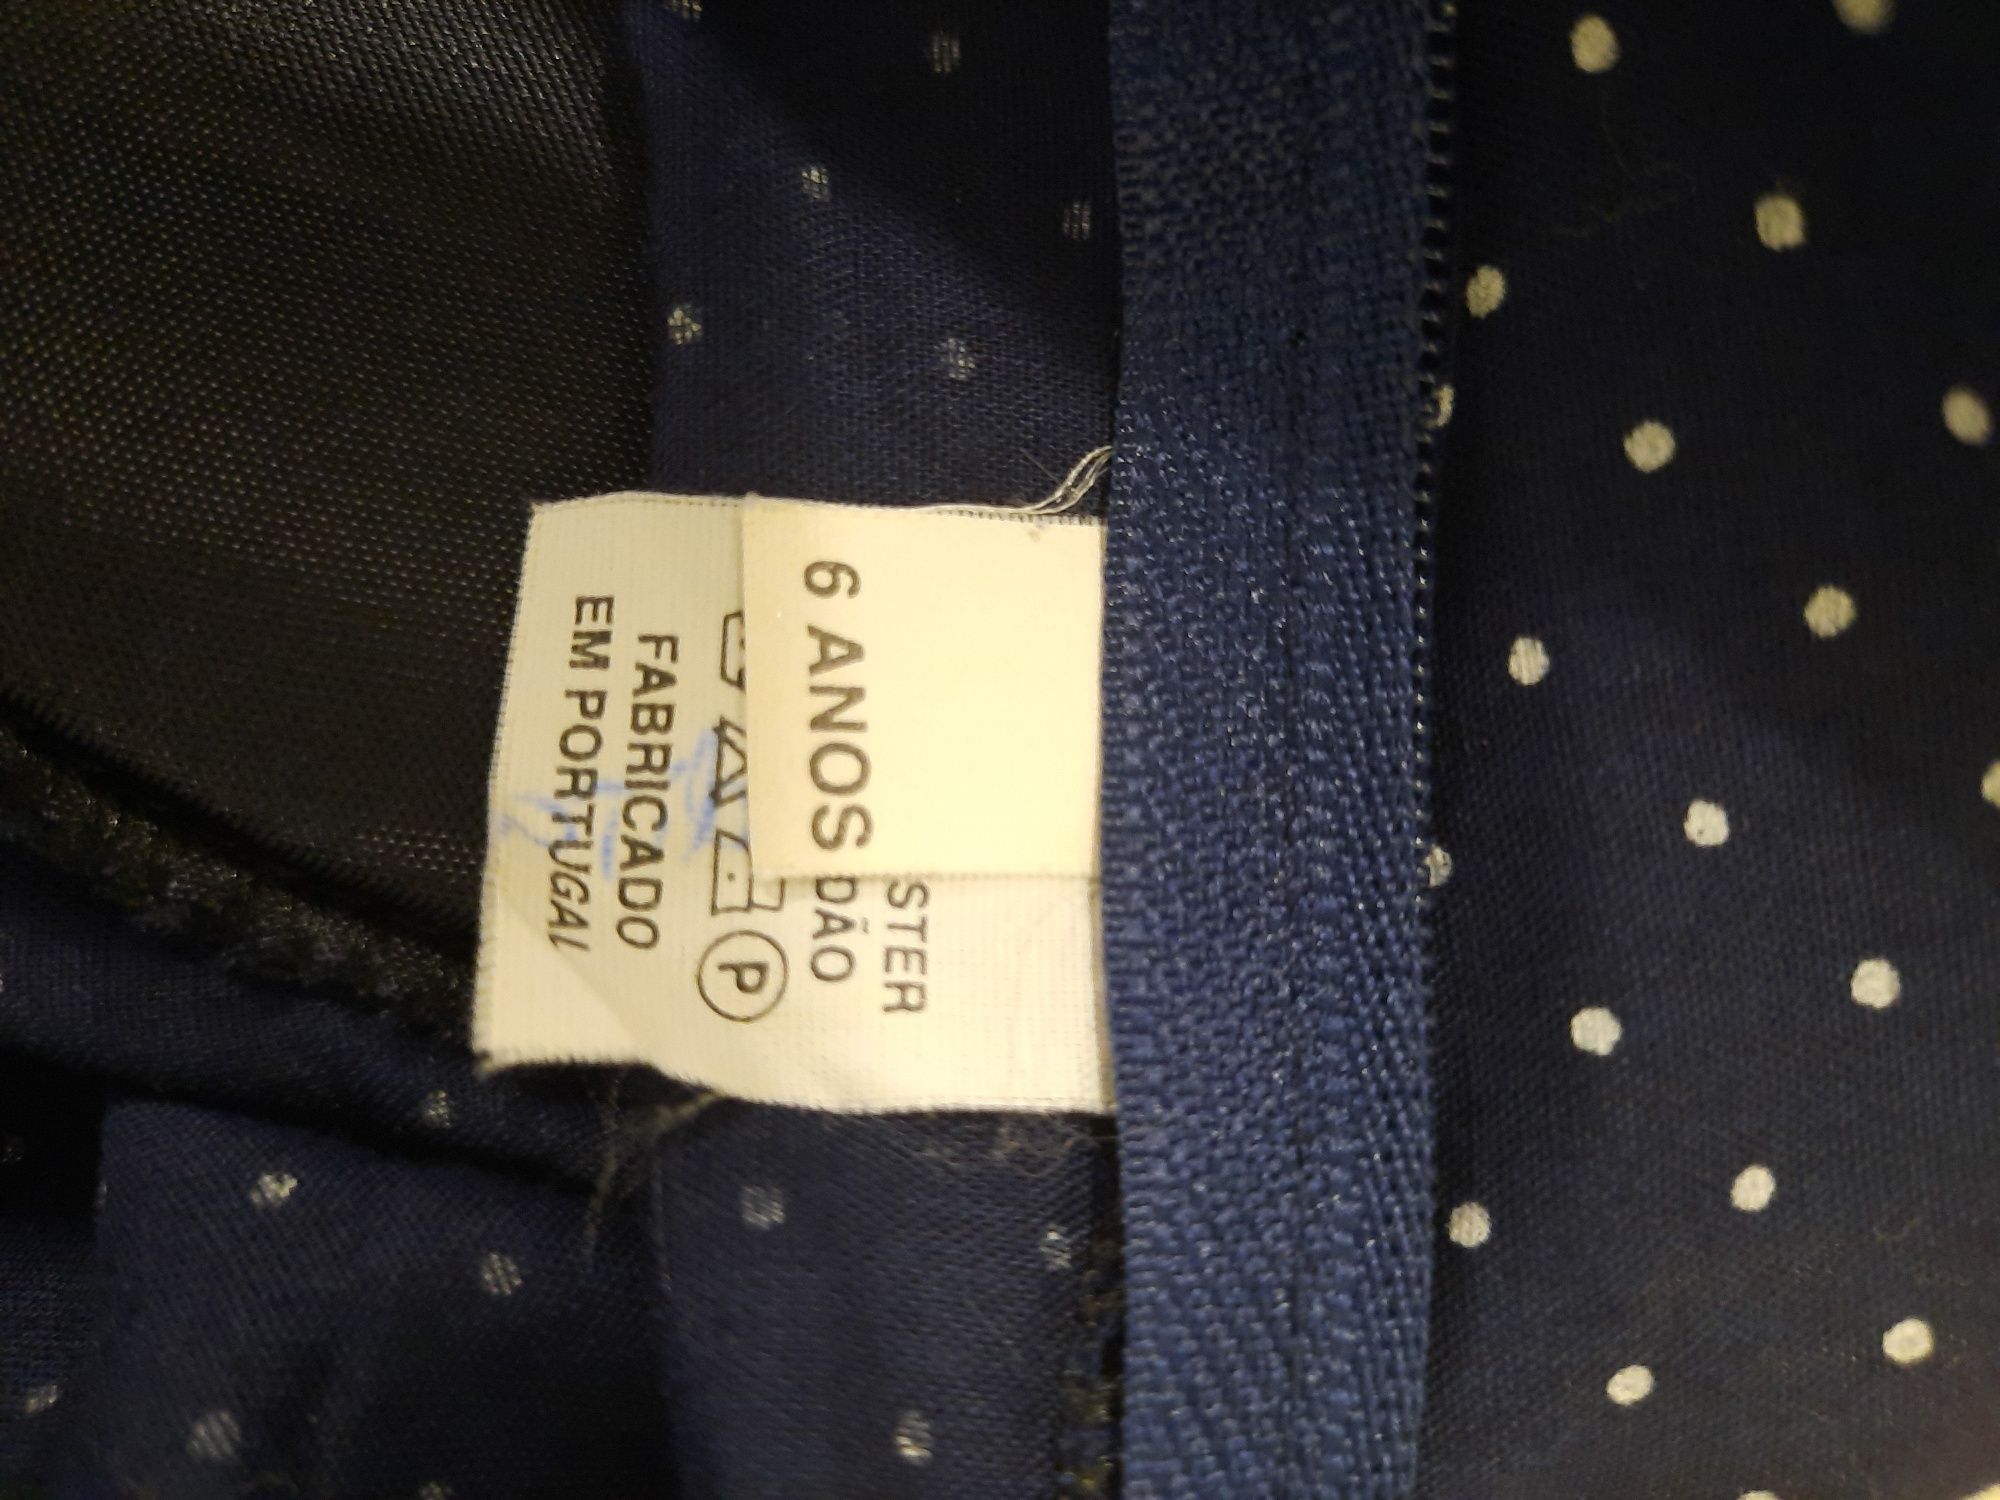 6 ANOS
STER
DÃO
P
FABRICADO
EM PORTUGAL